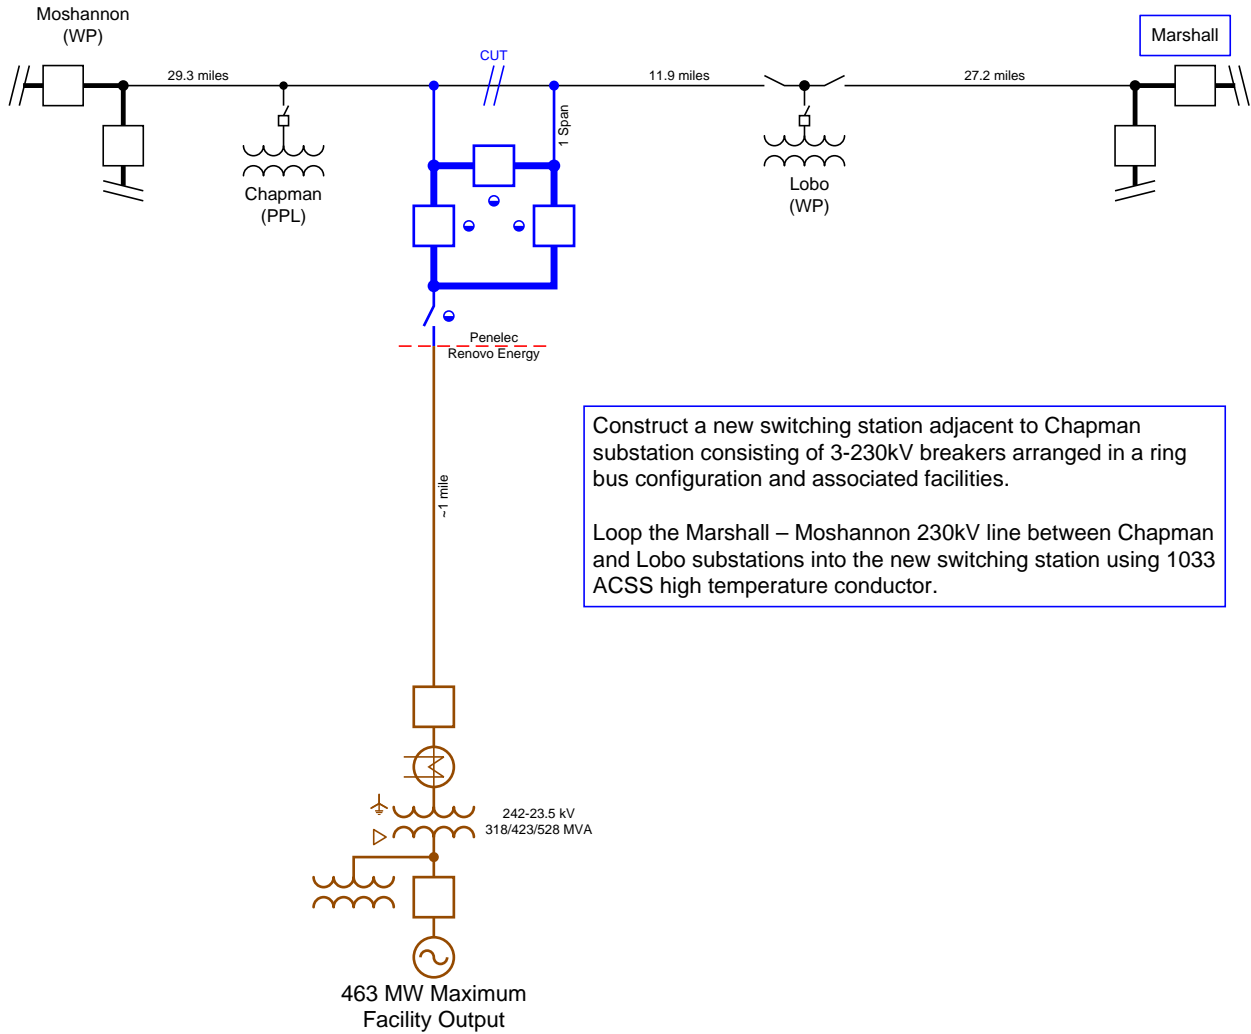 Moshannon
(WP)
Marshall
CUT
29.3 miles
11.9 miles
27.2 miles
1 Span
Chapman
(PPL)
Lobo
(WP)
Penelec
Renovo Energy
Construct a new switching station adjacent to Chapman
substation consisting of 3-230kV breakers arranged in a ring
bus configuration and associated facilities.
Loop the Marshall – Moshannon 230kV line between Chapman
and Lobo substations into the new switching station using 1033
ACSS high temperature conductor.
~1 mile
242-23.5 kV
318/423/528 MVA
463 MW Maximum
Facility Output